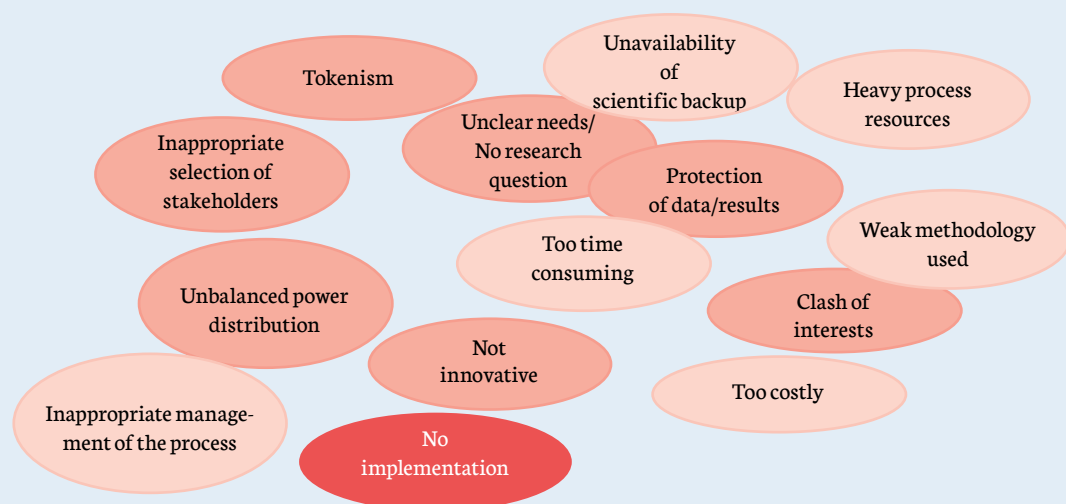 Tokenism
Unavailability
of
scientific backup
Heavy process
resources
Inappropriate
selection of
stakeholders
Unclear needs/
No research
question
Protection
of data/results
Too time
consuming
Weak methodology
used
Unbalanced power
distribution
Clash of
interests
Not
innovative
Too costly
Inappropriate manage-
ment of the process
No
implementation